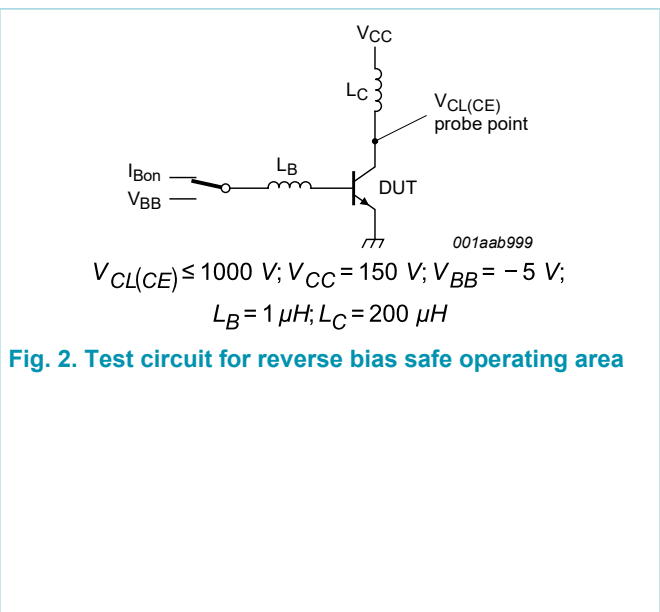 VCC
LC
VCL(CE)
probe point
IBon
LB
VBB
DUT
001aab999
VCL(CE) ≤ 1000 V; VCC = 150 V; VBB = − 5 V;
LB = 1 μH; LC = 200 μH
Fig. 2. Test circuit for reverse bias safe operating area